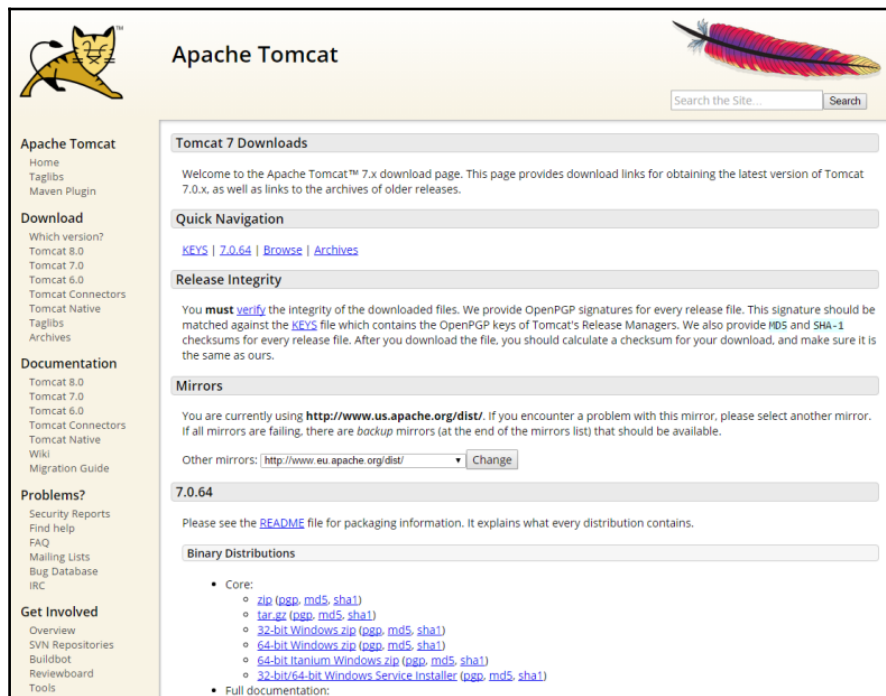 TM
Apache Tomcat
Search the Site...
Search
Apache Tomcat
Home
Taglibs
Maven Plugin
Download
Which version?
Tomcat 8.0
Tomcat 7.0
Tomcat 6.0
Tomcat Connectors
Tomcat Native
Taglibs
Archives
Documentation
Tomcat 8.0
Tomcat 7.0
Tomcat 6.0
Tomcat Connectors
Tomcat Native
Wiki
Migration Guide
Problems?
Security Reports
Find help
FAQ
Mailing Lists
Bug Database
IRC
Get Involved
Overview
SVN Repositories
Buildbot
Reviewboard
Tools
Tomcat 7 Downloads
Welcome to the Apache Tomcat™ 7.x download page. This page provides download links for obtaining the latest version of Tomcat
7.0.x, as well as links to the archives of older releases.
Quick Navigation
KEYS | 7.0.64 | Browse | Archives
Release Integrity
You must verify the integrity of the downloaded files. We provide OpenPGP signatures for every release file. This signature should be
matched against the KEYS file which contains the OpenPGP keys of Tomcat's Release Managers. We also provide MD5 and SHA-1
checksums for every release file. After you download the file, you should calculate a checksum for your download, and make sure it is
the same as ours.
Mirrors
You are currently using http://www.us.apache.org/dist/. If you encounter a problem with this mirror, please select another mirror.
If all mirrors are failing, there are backup mirrors (at the end of the mirrors list) that should be available.
Other mirrors: http://www.eu.apache.org/dist/ Change
7.0.64
Please see the README file for packaging information. It explains what every distribution contains.
Binary Distributions
• Core:
○ zip (pgp, md5, sha1)
○ tar.gz (pgp, md5, sha1)
○ 32-bit Windows zip (pgp, md5, sha1)
○ 64-bit Windows zip (pgp, md5, sha1)
○ 64-bit Itanium Windows zip (pgp, md5, sha1)
○ 32-bit/64-bit Windows Service Installer (pgp, md5, sha1)
• Full documentation: